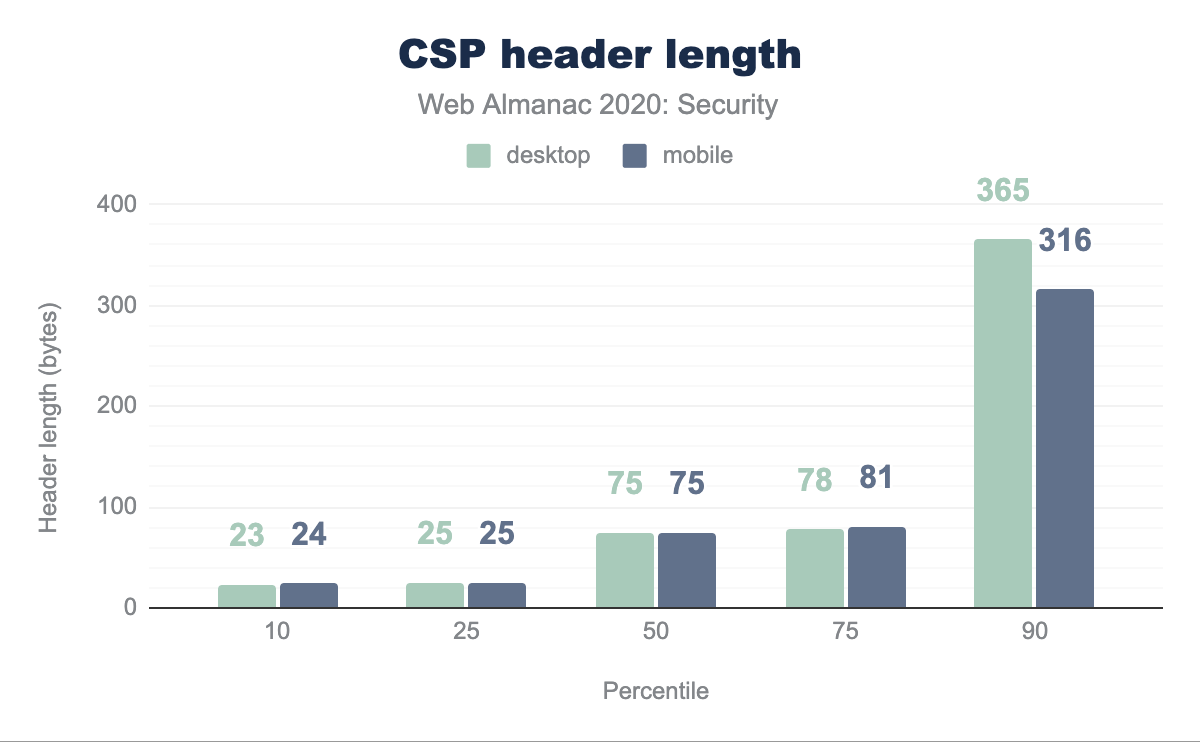 CSP header length
Web Almanac 2020: Security
desktop mobile
Header length (bytes)
400
300
200
100
0
365
316
23 24
25 25
75 75
78 81
10 25 50 75 90
Percentile